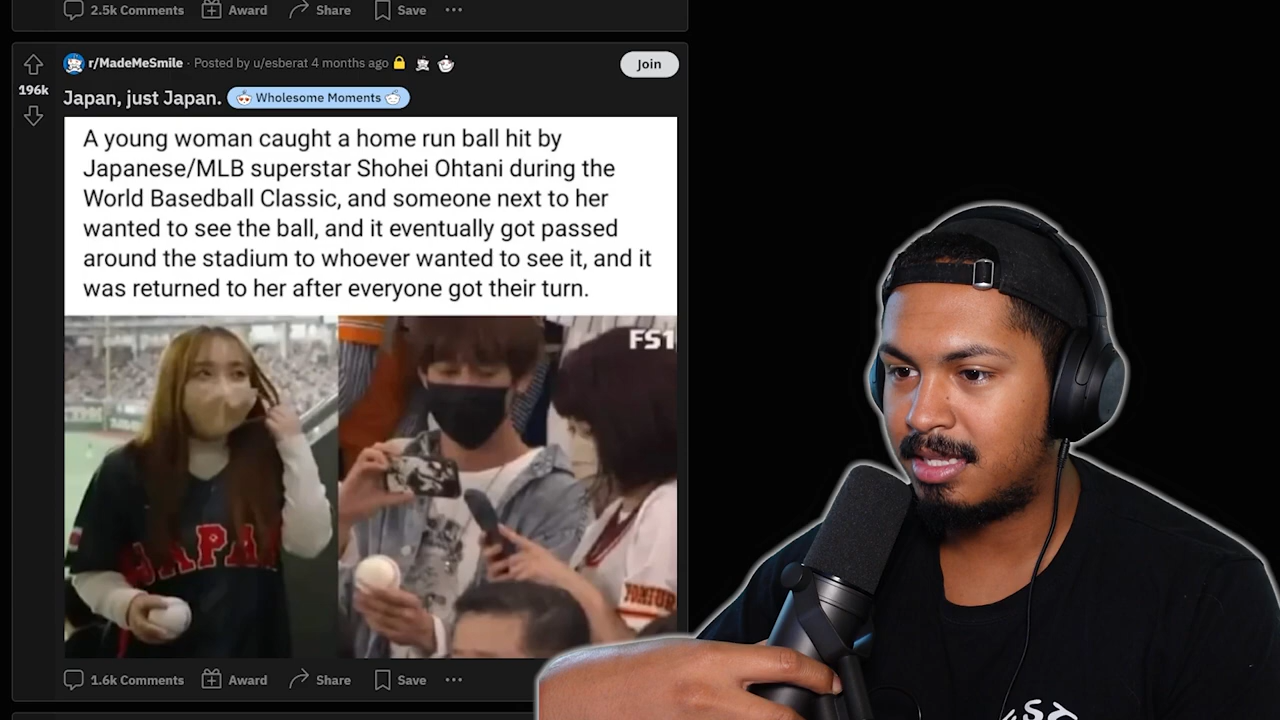 2.5k Comments Award Share Save
r/MadeMeSmile · Posted by u/esberat 4 months ago
Join
196k
Japan, just Japan. Wholesome Moments
A young woman caught a home run ball hit by
Japanese/MLB superstar Shohei Ohtani during the
World Basedball Classic, and someone next to her
wanted to see the ball, and it eventually got passed
around the stadium to whoever wanted to see it, and it
was returned to her after everyone got their turn.
FS1
JAPAN
1.6k Comments Award Share Save